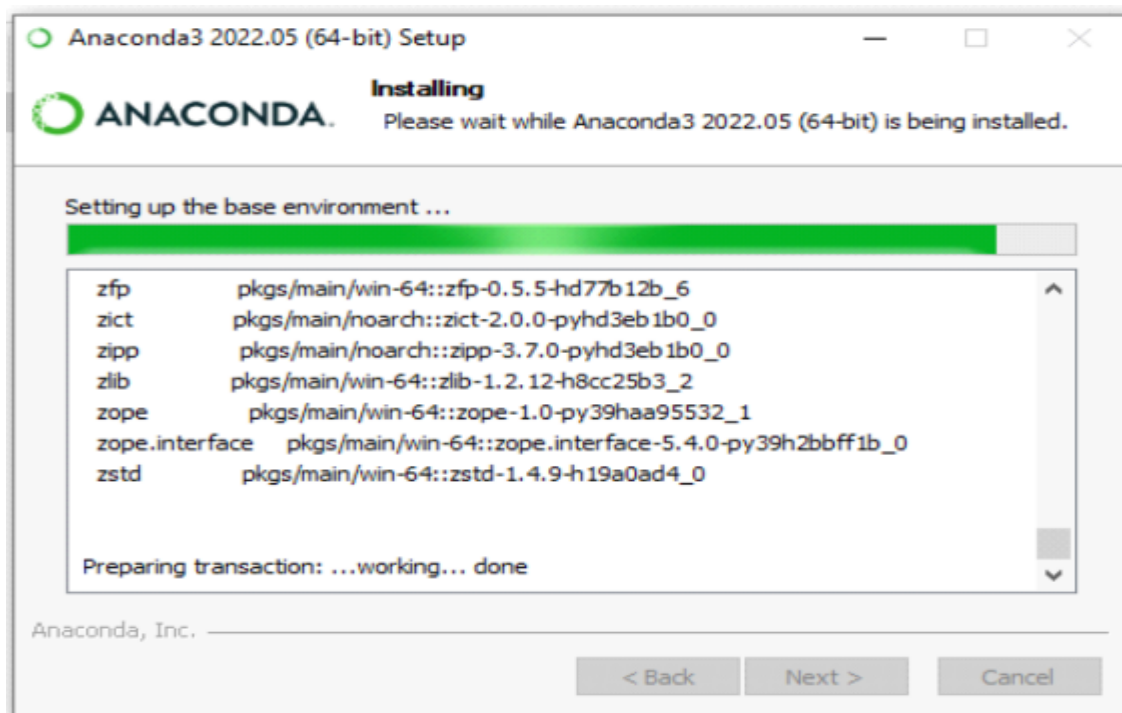 Anaconda3 2022.05 (64-bit) Setup
Installing
ANACONDA.
Please wait while Anaconda3 2022.05 (64-bit) is being installed.
Setting up the base environment ...
zfp pkgs/main/win-64::zfp-0.5.5-hd77b12b_6
zict pkgs/main/noarch::zict-2.0.0-pyhd3eb1b0_0
zipp pkgs/main/noarch::zipp-3.7.0-pyhd3eb1b0_0
zlib pkgs/main/win-64::zlib-1.2.12-h8cc25b3_2
zope pkgs/main/win-64::zope-1.0-py39haa95532_1
zope.interface pkgs/main/win-64::zope.interface-5.4.0-py39h2bbff1b_0
zstd pkgs/main/win-64::zstd-1.4.9-h19a0ad4_0
Preparing transaction: ...working... done
Anaconda, Inc.
< Back Next > Cancel